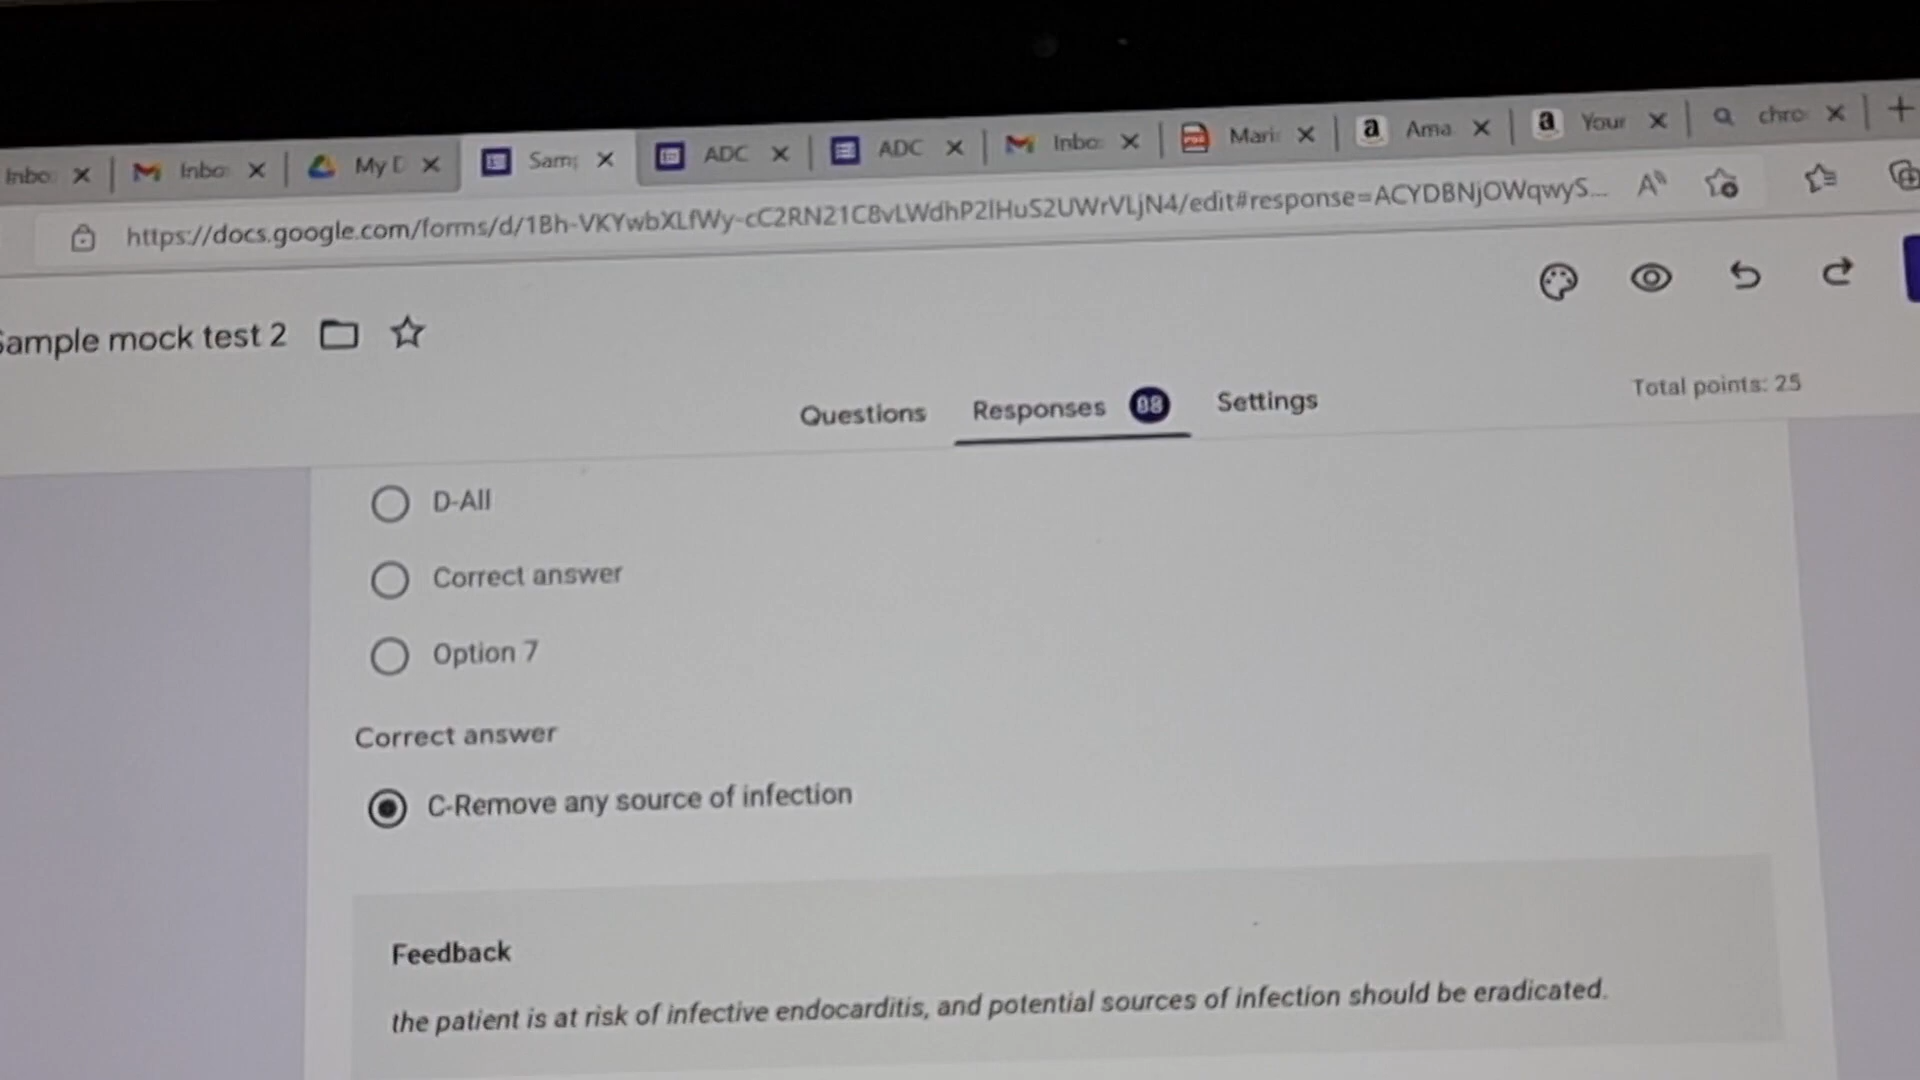 Inbo
Inbo
My D
Sam
ADC
ADC
Inbo
Mari
Ama
Your
chro
https://docs.google.com/forms/d/1Bh-VKYwbXLfWy-cC2RN21C8vLWdhP2lHuS2UWrVLjN4/edit#response=ACYDBNjOWqwyS...
Sample mock test 2
Questions
Responses
98
Settings
Total points: 25
D-All
Correct answer
Option 7
Correct answer
C-Remove any source of infection
Feedback
the patient is at risk of infective endocarditis, and potential sources of infection should be eradicated.